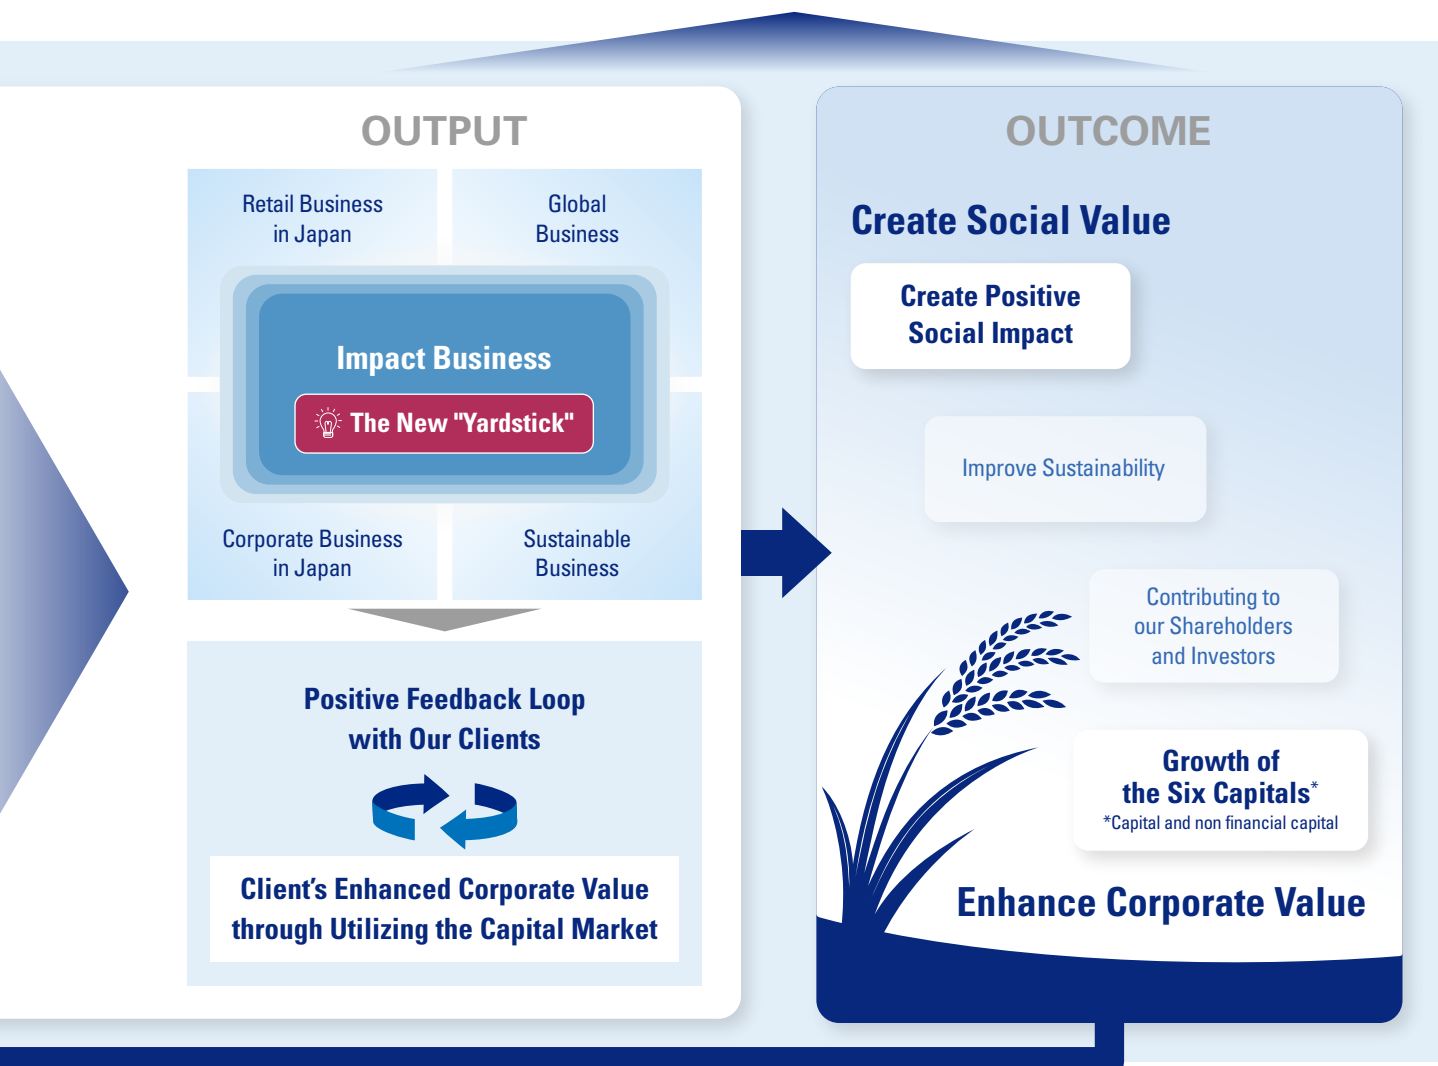 OUTPUT
Retail Business
in Japan
Global
Business
Impact Business
The New "Yardstick"
Corporate Business
in Japan
Sustainable
Business
Positive Feedback Loop
with Our Clients
Client's Enhanced Corporate Value
through Utilizing the Capital Market
OUTCOME
Create Social Value
Create Positive
Social Impact
Improve Sustainability
Contributing to
our Shareholders
and Investors
Growth of
the Six Capitals*
*Capital and non financial capital
Enhance Corporate Value